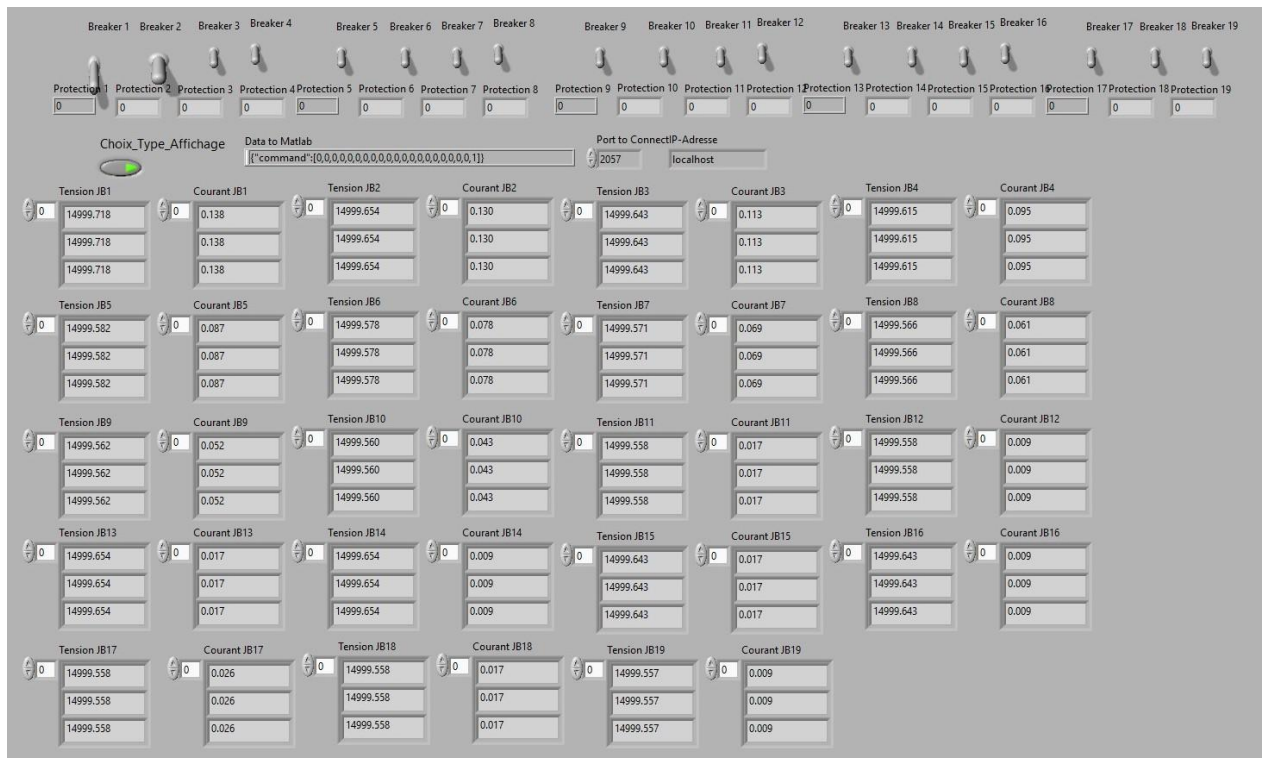 Breaker 1 Breaker 2 Breaker 3 Breaker 4 Breaker 5 Breaker 6 Breaker 7 Breaker 8 Breaker 9 Breaker 10 Breaker 11 Breaker 12 Breaker 13 Breaker 14 Breaker 15 Breaker 16 Breaker 17 Breaker 18 Breaker 19
Protection 1 Protection 2 Protection 3 Protection 4 Protection 5 Protection 6 Protection 7 Protection 8 Protection 9 Protection 10 Protection 11 Protection 12 Protection 13 Protection 14 Protection 15 Protection 16 Protection 17 Protection 18 Protection 19
0 0 0 0 0 0 0 0 0 0 0 0 0 0 0 0 0 0 0
Choix_Type_Affichage Data to Matlab Port to Connect IP-Adresse
{"command":[0,0,0,0,0,0,0,0,0,0,0,0,0,0,0,0,0,0,0,0,1]} 2057 localhost
Tension JB1 Courant JB1 Tension JB2 Courant JB2 Tension JB3 Courant JB3 Tension JB4 Courant JB4
0 14999.718 0 0.138 0 14999.654 0 0.130 0 14999.643 0 0.113 0 14999.615 0 0.095
14999.718 0.138 14999.654 0.130 14999.643 0.113 14999.615 0.095
14999.718 0.138 14999.654 0.130 14999.643 0.113 14999.615 0.095
Tension JB5 Courant JB5 Tension JB6 Courant JB6 Tension JB7 Courant JB7 Tension JB8 Courant JB8
0 14999.582 0 0.087 0 14999.578 0 0.078 0 14999.571 0 0.069 0 14999.566 0 0.061
14999.582 0.087 14999.578 0.078 14999.571 0.069 14999.566 0.061
14999.582 0.087 14999.578 0.078 14999.571 0.069 14999.566 0.061
Tension JB9 Courant JB9 Tension JB10 Courant JB10 Tension JB11 Courant JB11 Tension JB12 Courant JB12
0 14999.562 0 0.052 0 14999.560 0 0.043 0 14999.558 0 0.017 0 14999.558 0 0.009
14999.562 0.052 14999.560 0.043 14999.558 0.017 14999.558 0.009
14999.562 0.052 14999.560 0.043 14999.558 0.017 14999.558 0.009
Tension JB13 Courant JB13 Tension JB14 Courant JB14 Tension JB15 Courant JB15 Tension JB16 Courant JB16
0 14999.654 0 0.017 0 14999.654 0 0.009 0 14999.643 0 0.017 0 14999.643 0 0.009
14999.654 0.017 14999.654 0.009 14999.643 0.017 14999.643 0.009
14999.654 0.017 14999.654 0.009 14999.643 0.017 14999.643 0.009
Tension JB17 Courant JB17 Tension JB18 Courant JB18 Tension JB19 Courant JB19
0 14999.558 0 0.026 0 14999.558 0 0.017 0 14999.557 0 0.009
14999.558 0.026 14999.558 0.017 14999.557 0.009
14999.558 0.026 14999.558 0.017 14999.557 0.009